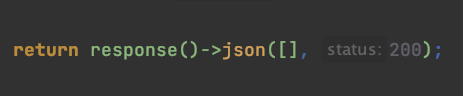 return response()->json([], status: 200);